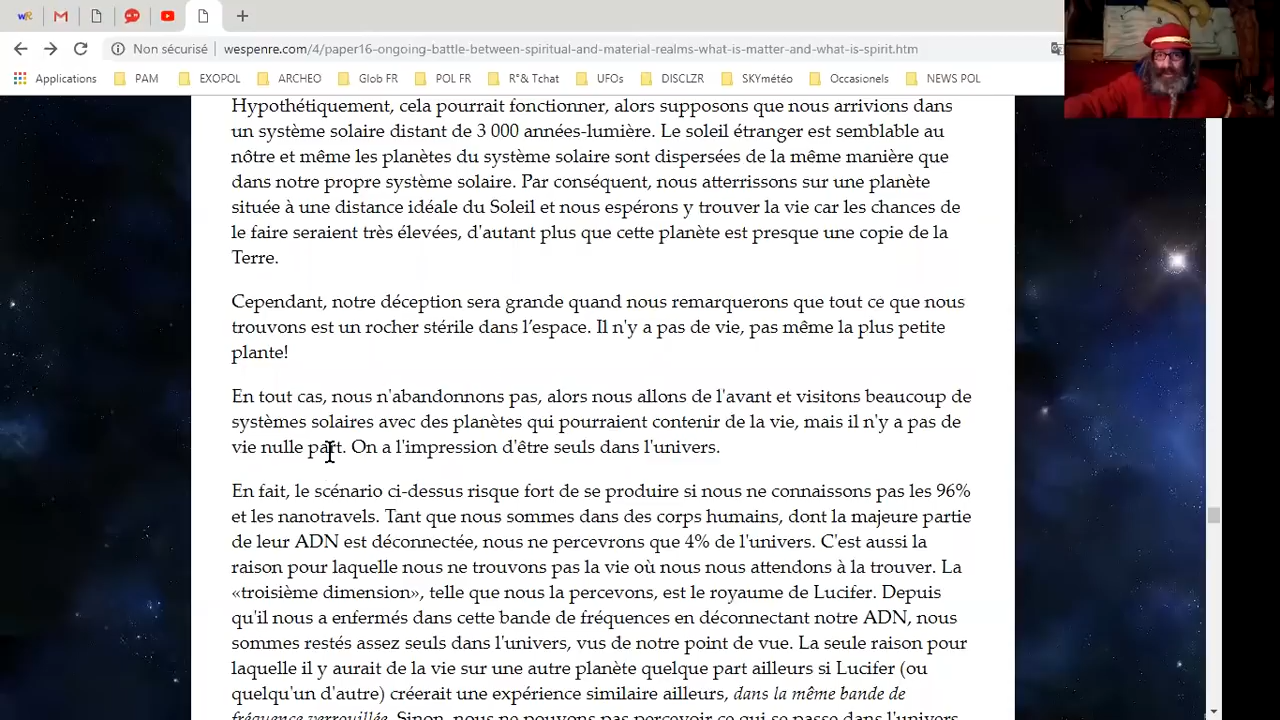 Non sécurisé
wespenre.com/4/paper16-ongoing-battle-between-spiritual-and-material-realms-what-is-matter-and-what-is-spirit.htm
Applications PAM EXOPOL ARCHEO Glob FR POL FR R°& Tchat UFOs DISCLZR SKYmétéo Occasionels NEWS POL
Hypothétiquement, cela pourrait fonctionner, alors supposons que nous arrivions dans
un système solaire distant de 3 000 années-lumière. Le soleil étranger est semblable au
nôtre et même les planètes du système solaire sont dispersées de la même manière que
dans notre propre système solaire. Par conséquent, nous atterrissons sur une planète
située à une distance idéale du Soleil et nous espérons y trouver la vie car les chances de
le faire seraient très élevées, d'autant plus que cette planète est presque une copie de la
Terre.
Cependant, notre déception sera grande quand nous remarquerons que tout ce que nous
trouvons est un rocher stérile dans l’espace. Il n'y a pas de vie, pas même la plus petite
plante!
En tout cas, nous n'abandonnons pas, alors nous allons de l'avant et visitons beaucoup de
systèmes solaires avec des planètes qui pourraient contenir de la vie, mais il n'y a pas de
vie nulle part. On a l'impression d'être seuls dans l'univers.
En fait, le scénario ci-dessus risque fort de se produire si nous ne connaissons pas les 96%
et les nanotravels. Tant que nous sommes dans des corps humains, dont la majeure partie
de leur ADN est déconnectée, nous ne percevrons que 4% de l'univers. C'est aussi la
raison pour laquelle nous ne trouvons pas la vie où nous nous attendons à la trouver. La
«troisième dimension», telle que nous la percevons, est le royaume de Lucifer. Depuis
qu'il nous a enfermés dans cette bande de fréquences en déconnectant notre ADN, nous
sommes restés assez seuls dans l'univers, vus de notre point de vue. La seule raison pour
laquelle il y aurait de la vie sur une autre planète quelque part ailleurs si Lucifer (ou
quelqu'un d'autre) créerait une expérience similaire ailleurs, dans la même bande de
fréquence verrouillée. Sinon, nous ne pouvons pas percevoir ce qui se passe dans l'univers